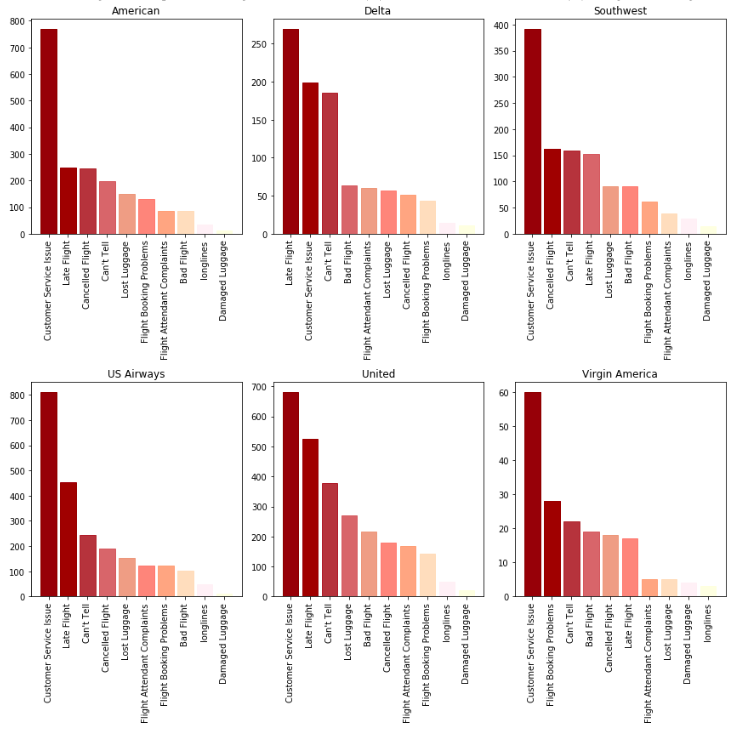 American
800
700
600
500
400
300
200
100
0
Customer Service Issue
Late Flight
Cancelled Flight
Can't Tell
Lost Luggage
Flight Booking Problems
Flight Attendant Complaints
Bad Flight
longlines
Damaged Luggage
Delta
250
200
150
100
50
0
Late Flight
Customer Service Issue
Can't Tell
Bad Flight
Flight Attendant Complaints
Lost Luggage
Cancelled Flight
Flight Booking Problems
longlines
Damaged Luggage
Southwest
400
350
300
250
200
150
100
50
0
Customer Service Issue
Cancelled Flight
Can't Tell
Late Flight
Lost Luggage
Bad Flight
Flight Booking Problems
Flight Attendant Complaints
longlines
Damaged Luggage
US Airways
800
700
600
500
400
300
200
100
0
Customer Service Issue
Late Flight
Can't Tell
Cancelled Flight
Lost Luggage
Flight Attendant Complaints
Flight Booking Problems
Bad Flight
longlines
Damaged Luggage
United
700
600
500
400
300
200
100
0
Customer Service Issue
Late Flight
Can't Tell
Lost Luggage
Bad Flight
Cancelled Flight
Flight Attendant Complaints
Flight Booking Problems
longlines
Damaged Luggage
Virgin America
60
50
40
30
20
10
0
Customer Service Issue
Flight Booking Problems
Can't Tell
Bad Flight
Cancelled Flight
Late Flight
Flight Attendant Complaints
Lost Luggage
Damaged Luggage
longlines